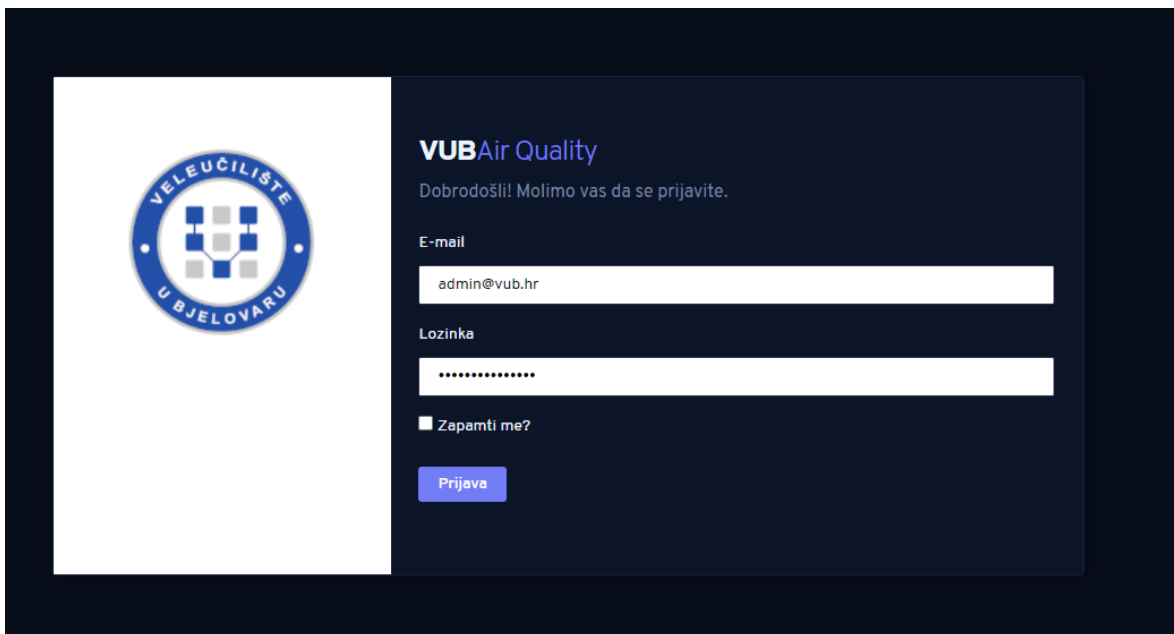 VELEUČILIŠTE
U BJELOVARU
VUBAir Quality
Dobrodošli! Molimo vas da se prijavite.
E-mail
admin@vub.hr
Lozinka
•••••••••••••••
Zapamti me?
Prijava